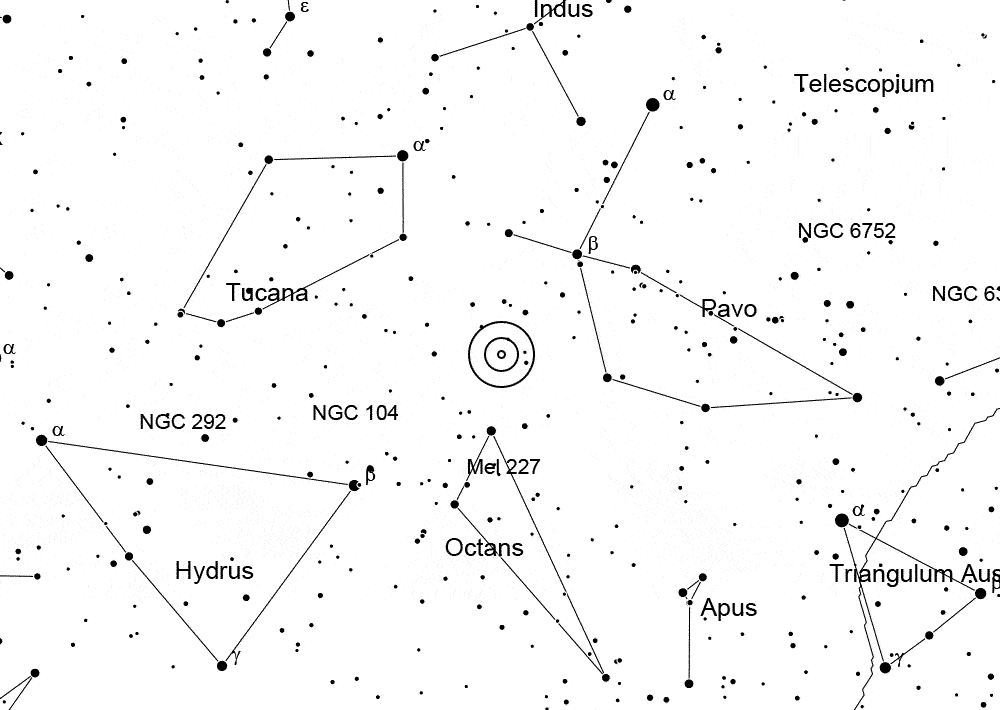 ε
Indus
Telescopium
α
α
NGC 6752
β
Tucana
Pavo
NGC 63
α
NGC 292
NGC 104
α
β
Mel 227
α
Octans
Hydrus
Triangulum Aus
β
Apus
γ
γ